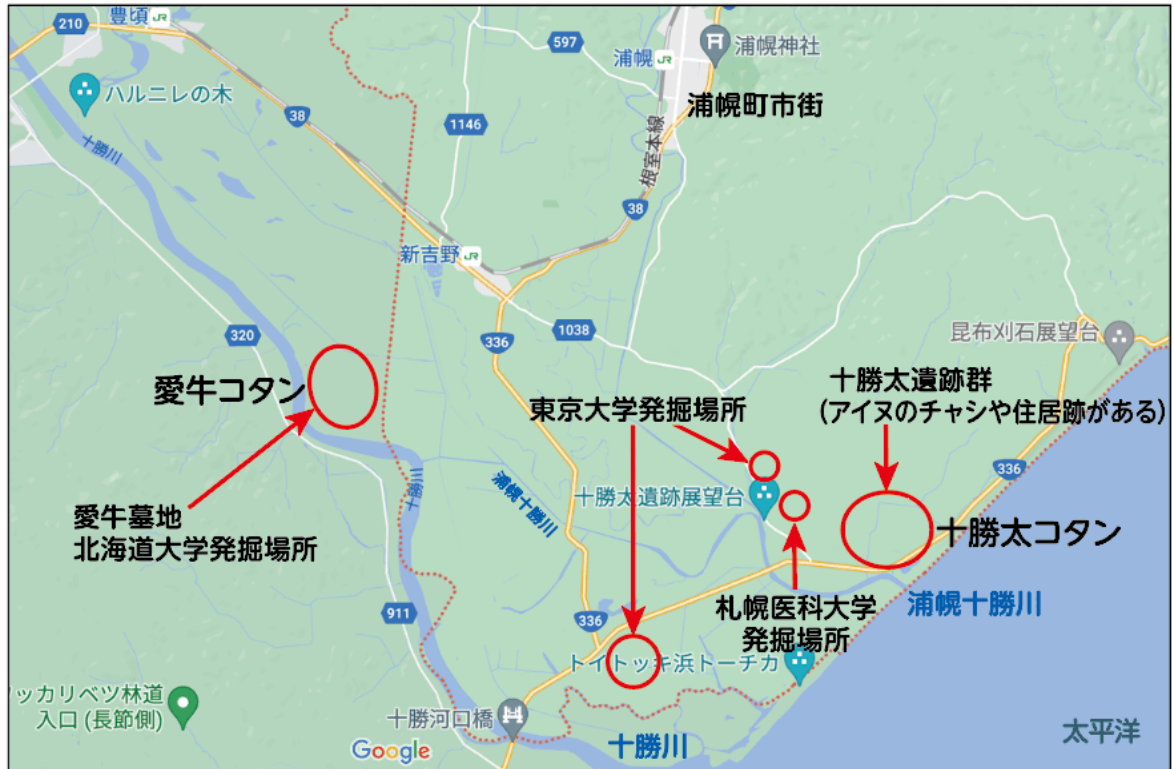 豊頃 JR
210
597
浦幌 JR
浦幌神社
ハルニレの木
浦幌町市街
38
1146
十勝川
根室本線
38
新吉野 JR
320
336
1038
昆布刈石展望台
愛牛コタン
東京大学発掘場所
十勝太遺跡群
(アイヌのチャシや住居跡がある)
336
十勝川
浦幌十勝川
十勝太遺跡展望台
愛牛墓地
北海道大学発掘場所
十勝太コタン
911
336
札幌医科大学
発掘場所
浦幌十勝川
トイトッキ浜トーチカ
ッカリベツ林道
入口 (長節側)
十勝河口橋
Google
十勝川
太平洋